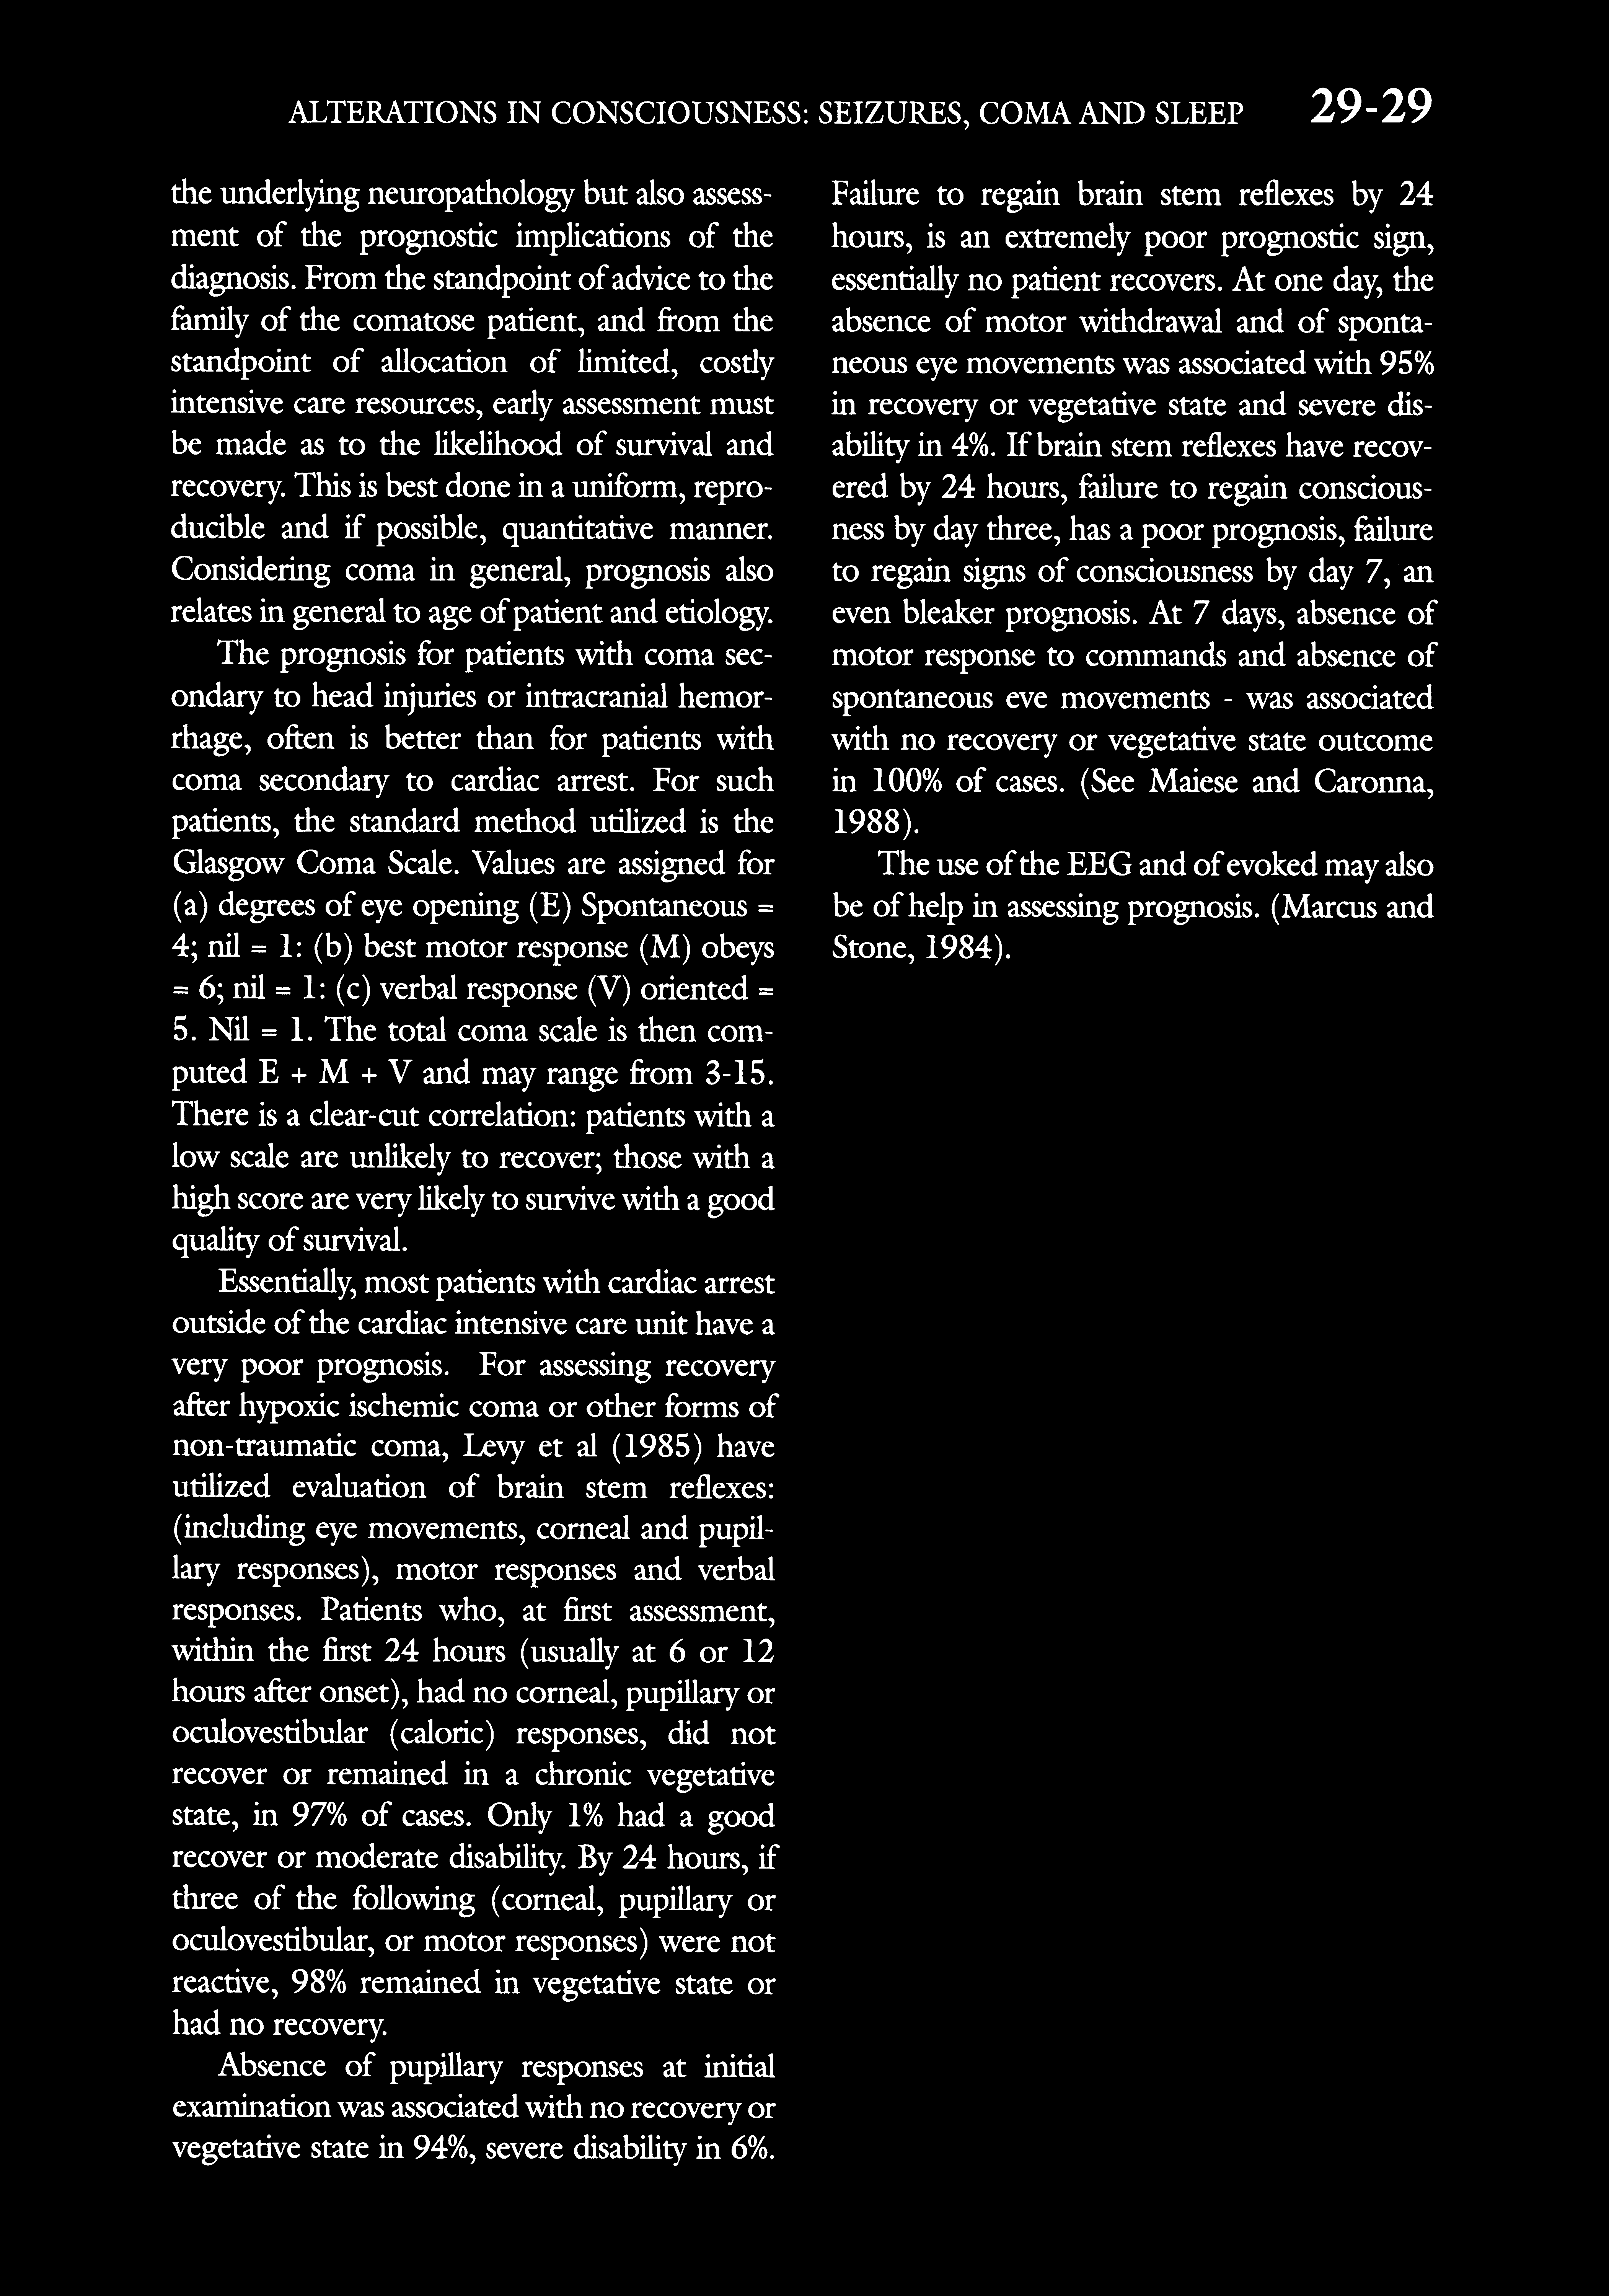 ALTERATIONS IN CONSCIOUSNESS: SEIZURES, COMA AND SLEEP 29-29
the underlying neuropathology but also assess-
ment of the prognostic implications of the
diagnosis. From the standpoint of advice to the
family of the comatose patient, and from the
standpoint of allocation of limited, costly
intensive care resources, early assessment must
be made as to the likelihood of survival and
recovery. This is best done in a uniform, repro-
ducible and if possible, quantitative manner.
Considering coma in general, prognosis also
relates in general to age of patient and etiology.
The prognosis for patients with coma sec-
ondary to head injuries or intracranial hemor-
rhage, often is better than for patients with
coma secondary to cardiac arrest. For such
patients, the standard method utilized is the
Glasgow Coma Scale. Values are assigned for
(a) degrees of eye opening (E) Spontaneous =
4; nil = 1: (b) best motor response (M) obeys
= 6; nil = 1: (c) verbal response (V) oriented =
5. Nil = 1. The total coma scale is then com-
puted E + M + V and may range from 3-15.
There is a clear-cut correlation: patients with a
low scale are unlikely to recover; those with a
high score are very likely to survive with a good
quality of survival.
Essentially, most patients with cardiac arrest
outside of the cardiac intensive care unit have a
very poor prognosis. For assessing recovery
after hypoxic ischemic coma or other forms of
non-traumatic coma, Levy et al (1985) have
utilized evaluation of brain stem reflexes:
(including eye movements, corneal and pupil-
lary responses), motor responses and verbal
responses. Patients who, at first assessment,
within the first 24 hours (usually at 6 or 12
hours after onset), had no corneal, pupillary or
oculovestibular (caloric) responses, did not
recover or remained in a chronic vegetative
state, in 97% of cases. Only 1% had a good
recover or moderate disability. By 24 hours, if
three of the following (corneal, pupillary or
oculovestibular, or motor responses) were not
reactive, 98% remained in vegetative state or
had no recovery.
Absence of pupillary responses at initial
examination was associated with no recovery or
vegetative state in 94%, severe disability in 6%.
Failure to regain brain stem reflexes by 24
hours, is an extremely poor prognostic sign,
essentially no patient recovers. At one day, the
absence of motor withdrawal and of sponta-
neous eye movements was associated with 95%
in recovery or vegetative state and severe dis-
ability in 4%. If brain stem reflexes have recov-
ered by 24 hours, failure to regain conscious-
ness by day three, has a poor prognosis, failure
to regain signs of consciousness by day 7, an
even bleaker prognosis. At 7 days, absence of
motor response to commands and absence of
spontaneous eve movements - was associated
with no recovery or vegetative state outcome
in 100% of cases. (See Maiese and Caronna,
1988).
The use of the EEG and of evoked may also
be of help in assessing prognosis. (Marcus and
Stone, 1984).